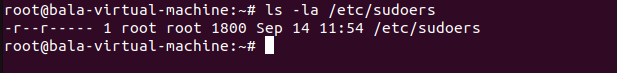 root@bala-virtual-machine:~# ls -la /etc/sudoers
-r--r----- 1 root root 1800 Sep 14 11:54 /etc/sudoers
root@bala-virtual-machine:~#